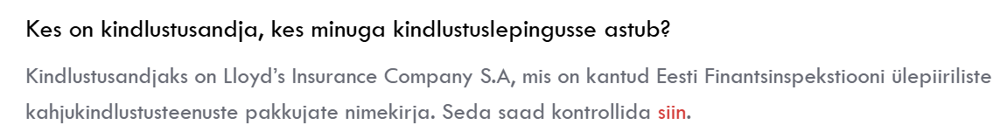 Kes on kindlustusandja, kes minuga kindlustuslepingusse astub?
Kindlustusandjaks on Lloyd’s Insurance Company S.A, mis on kantud Eesti Finantsinspekstiooni ülepiiriliste
kahjukindlustusteenuste pakkujate nimekirja. Seda saad kontrollida siin.